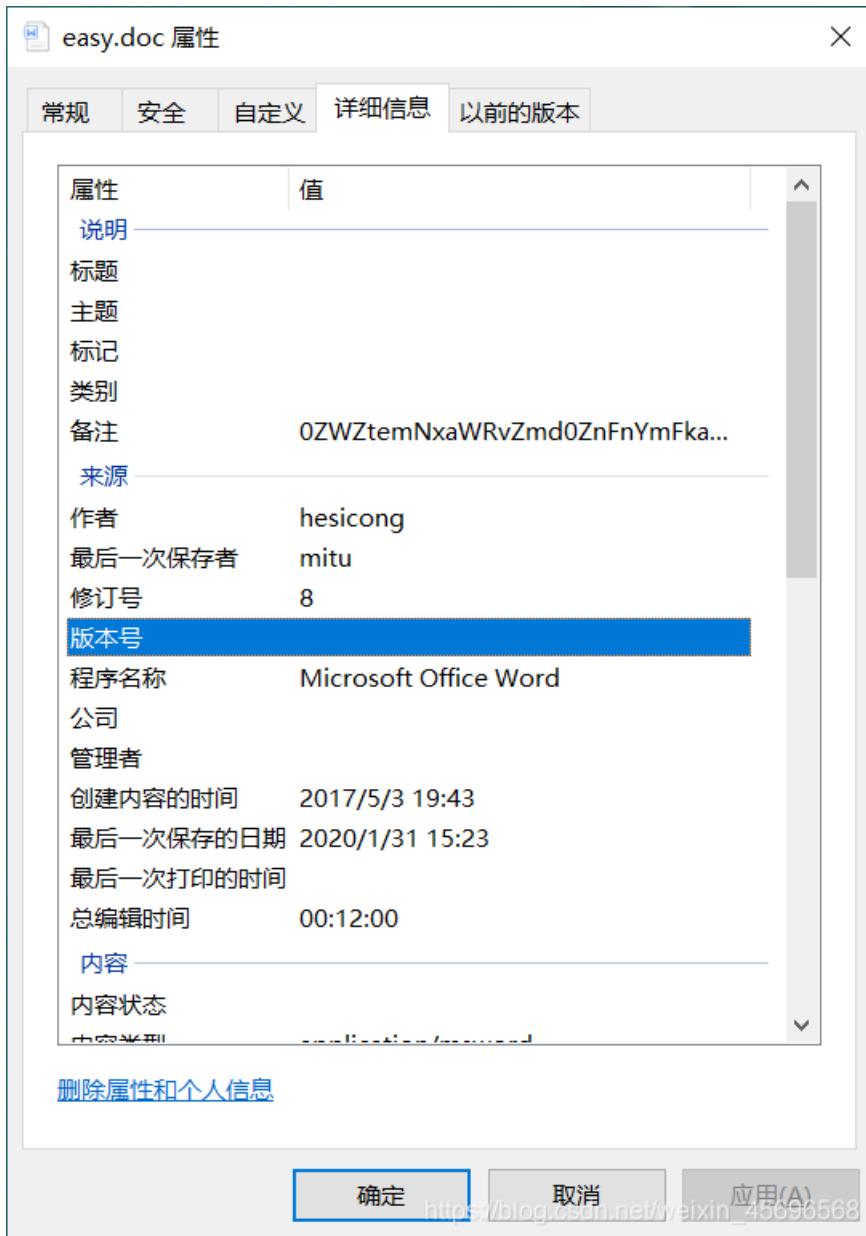 easy.doc 属性
常规 安全 自定义 详细信息 以前的版本
属性 值
说明
标题
主题
标记
类别
备注 0ZWZtemNxaWRvZmd0ZnFnYmFka...
来源
作者 hesicong
最后一次保存者 mitu
修订号 8
版本号
程序名称 Microsoft Office Word
公司
管理者
创建内容的时间 2017/5/3 19:43
最后一次保存的日期 2020/1/31 15:23
最后一次打印的时间
总编辑时间 00:12:00
内容
内容状态
内容类型 application/msword
删除属性和个人信息
确定 取消 应用(A)
https://blog.csdn.net/weixin_45696568